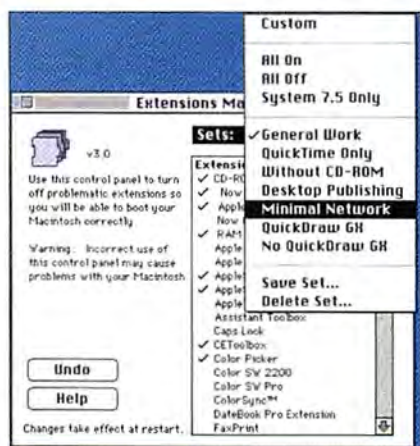 Custom
All On
All Off
System 7.5 Only
✓General Work
QuickTime Only
Without CD-ROM
Desktop Publishing
Minimal Network
QuickDraw GX
No QuickDraw GX
Save Set...
Delete Set...
Extensions Ma
v3.0
Use this control panel to turn
off problematic extensions so
you will be able to boot your
Macintosh correctly
Warning: Incorrect use of
this control panel may cause
problems with your Macintosh
Undo
Help
Changes take effect at restart.
Sets:
Extensi
✓ CD-RO
✓ Now
✓ Apple
Now
✓ RAM
Apple
Apple
✓ Applet
✓ Applet
Apple
Assistant Toolbox
Caps Lock
✓ CEToolbox
✓ Color Picker
Color SW 2200
Color SW Pro
ColorSync™
DateBook Pro Extension
FaxPrint